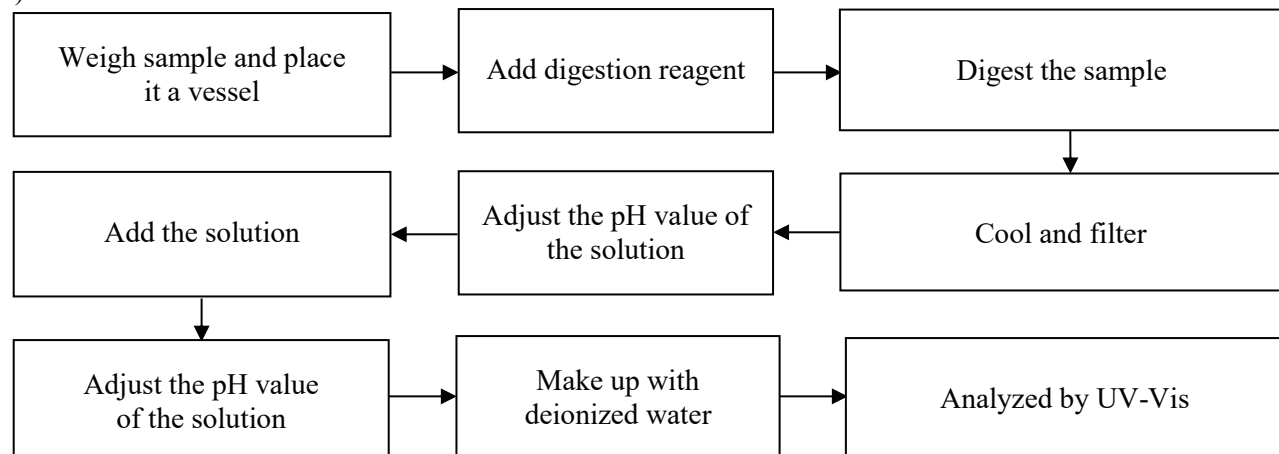 )
Weigh sample and place
it a vessel
Add digestion reagent
Digest the sample
Cool and filter
Adjust the pH value of
the solution
Add the solution
Adjust the pH value
of the solution
Make up with
deionized water
Analyzed by UV-Vis